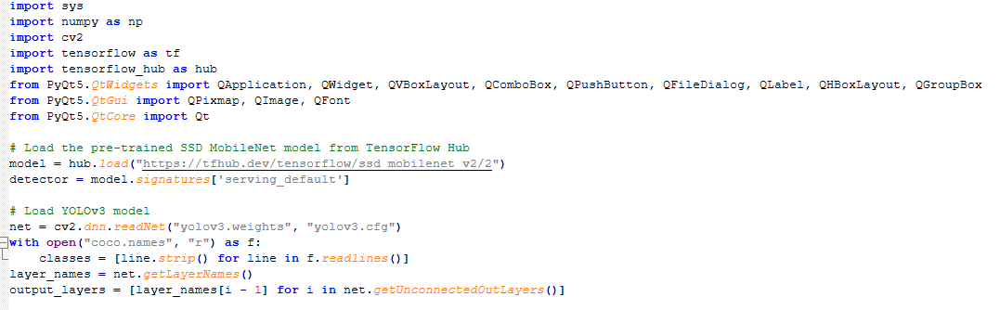 import sys
import numpy as np
import cv2
import tensorflow as tf
import tensorflow_hub as hub
from PyQt5.QtWidgets import QApplication, QWidget, QVBoxLayout, QComboBox, QPushButton, QFileDialog, QLabel, QHBoxLayout, QGroupBox
from PyQt5.QtGui import QPixmap, QImage, QFont
from PyQt5.QtCore import Qt

# Load the pre-trained SSD MobileNet model from TensorFlow Hub
model = hub.load("https://tfhub.dev/tensorflow/ssd_mobilenet_v2/2")
detector = model.signatures['serving_default']

# Load YOLOv3 model
net = cv2.dnn.readNet("yolov3.weights", "yolov3.cfg")
with open("coco.names", "r") as f:
    classes = [line.strip() for line in f.readlines()]
layer_names = net.getLayerNames()
output_layers = [layer_names[i - 1] for i in net.getUnconnectedOutLayers()]